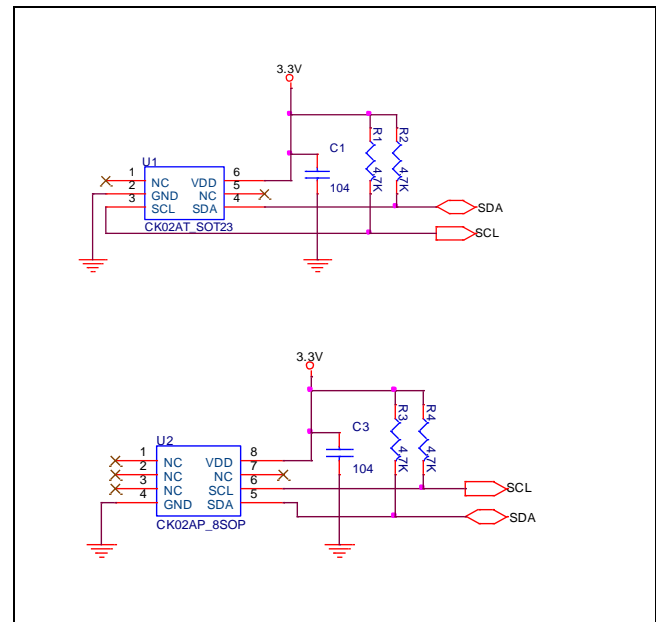 3.3V
U1
C1
R1
R2
4.7K
4.7K
104
1 NC VDD 6
2 GND NC 5
3 SCL SDA 4
CK02AT_SOT23
SDA
SCL
3.3V
U2
C3
R3
R4
4.7K
4.7K
104
1 NC VDD 8
2 NC NC 7
3 NC SCL 6
4 GND SDA 5
CK02AP_8SOP
SCL
SDA